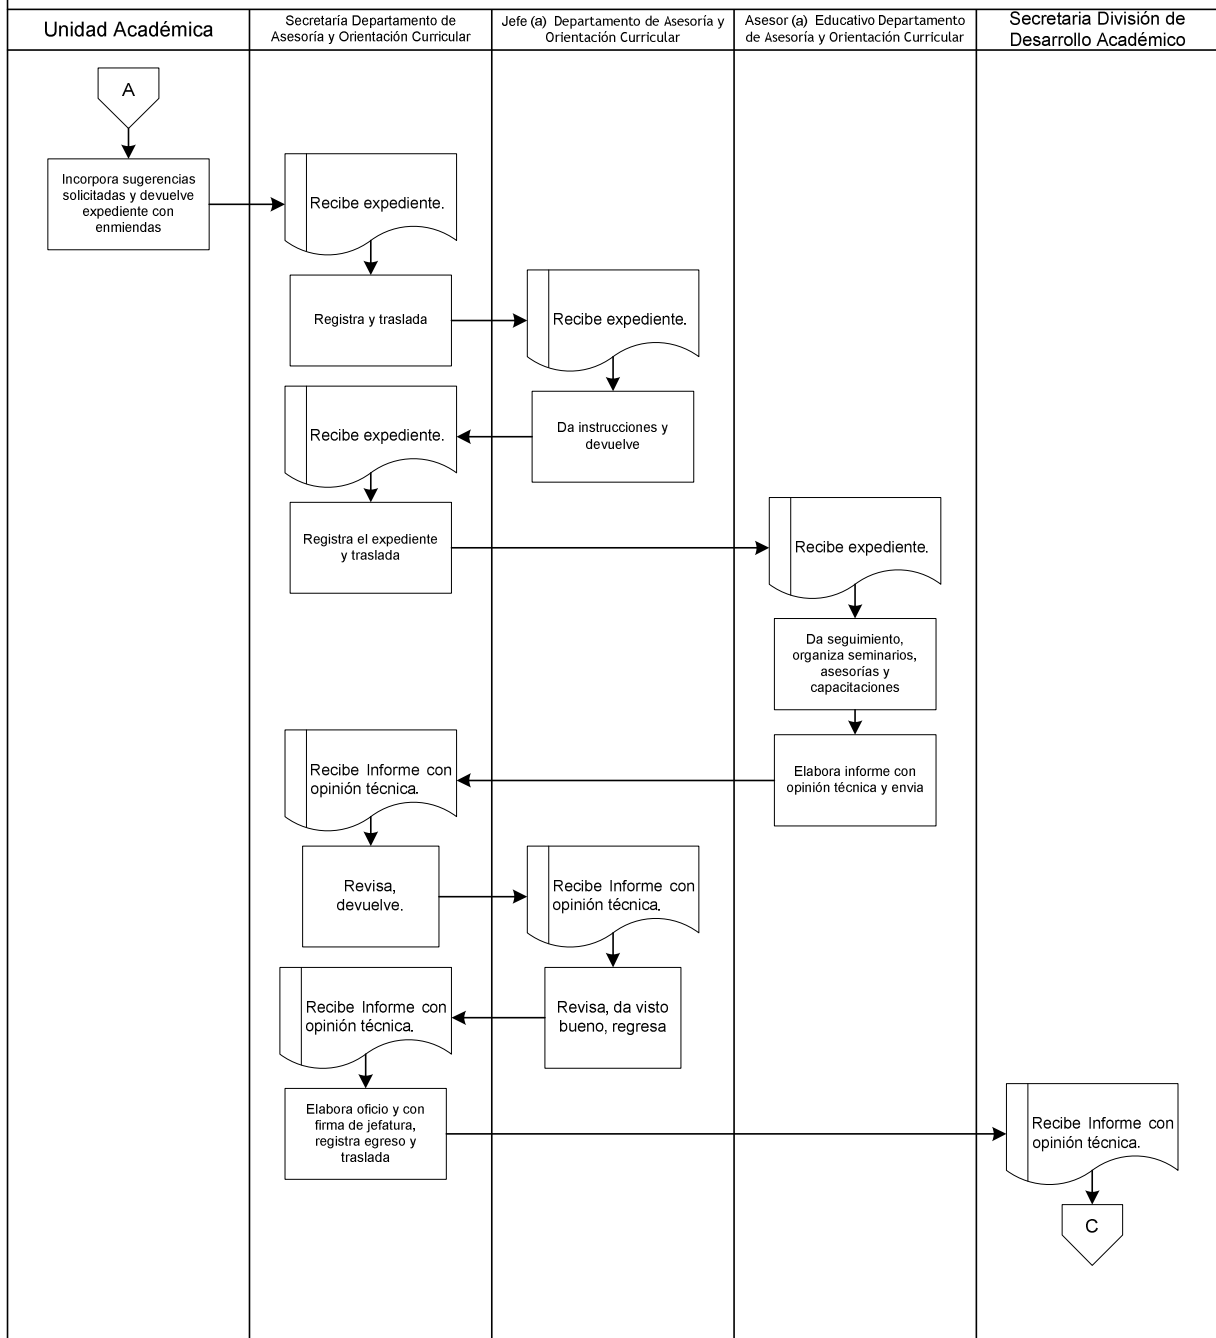 Unidad Académica
Secretaría Departamento de
Asesoría y Orientación Curricular
Jefe (a) Departamento de Asesoría y
Orientación Curricular
Asesor (a) Educativo Departamento
de Asesoría y Orientación Curricular
Secretaria División de
Desarrollo Académico
A
Incorpora sugerencias
solicitadas y devuelve
expediente con
enmiendas
Recibe expediente.
Registra y traslada
Recibe expediente.
Da instrucciones y
devuelve
Recibe expediente.
Registra el expediente
y traslada
Recibe expediente.
Da seguimiento,
organiza seminarios,
asesorías y
capacitaciones
Elabora informe con
opinión técnica y envia
Recibe Informe con
opinión técnica.
Revisa,
devuelve.
Recibe Informe con
opinión técnica.
Revisa, da visto
bueno, regresa
Recibe Informe con
opinión técnica.
Elabora oficio y con
firma de jefatura,
registra egreso y
traslada
Recibe Informe con
opinión técnica.
C